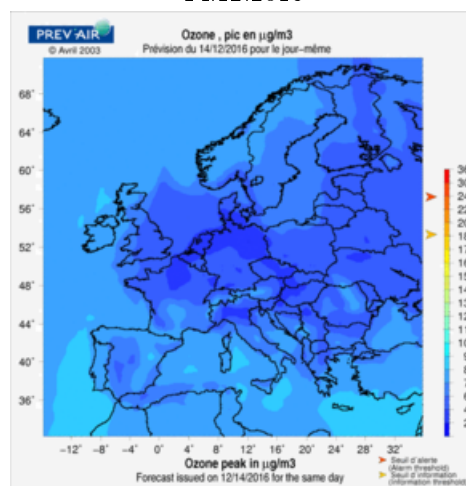 PREV'AIR
© Avril 2003
Ozone , pic en µg/m3
Prévision du 14/12/2016 pour le jour-même
68°
64°
60°
56°
52°
48°
44°
40°
36°
-12° -8° -4° 0° 4° 8° 12° 16° 20° 24° 28° 32°
Ozone peak in µg/m3
Forecast issued on 12/14/2016 for the same day
Seuil d'alerte
(Alarm threshold)
Seuil d'information
(Information threshold)